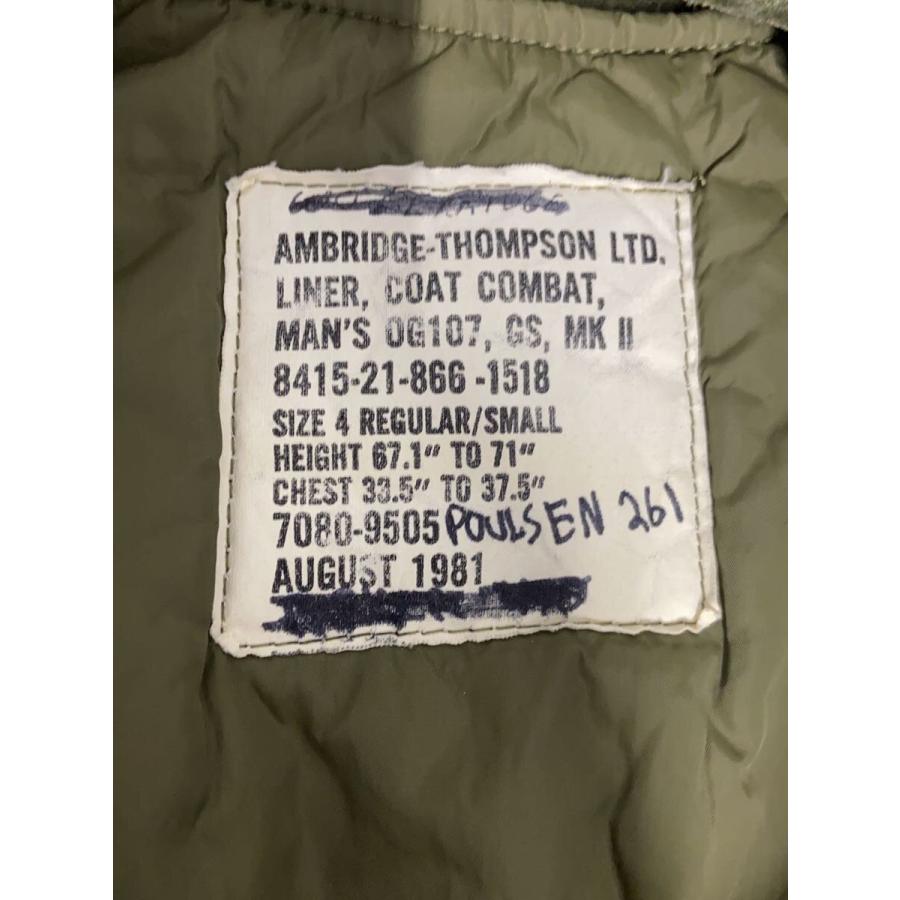 AMBRIDGE-THOMPSON LTD.
LINER, COAT COMBAT,
MAN'S OG107, GS, MK II
8415-21-866-1518
SIZE 4 REGULAR/SMALL
HEIGHT 67.1" TO 71"
CHEST 33.5" TO 37.5"
7080-9505 POULSEN 261
AUGUST 1981